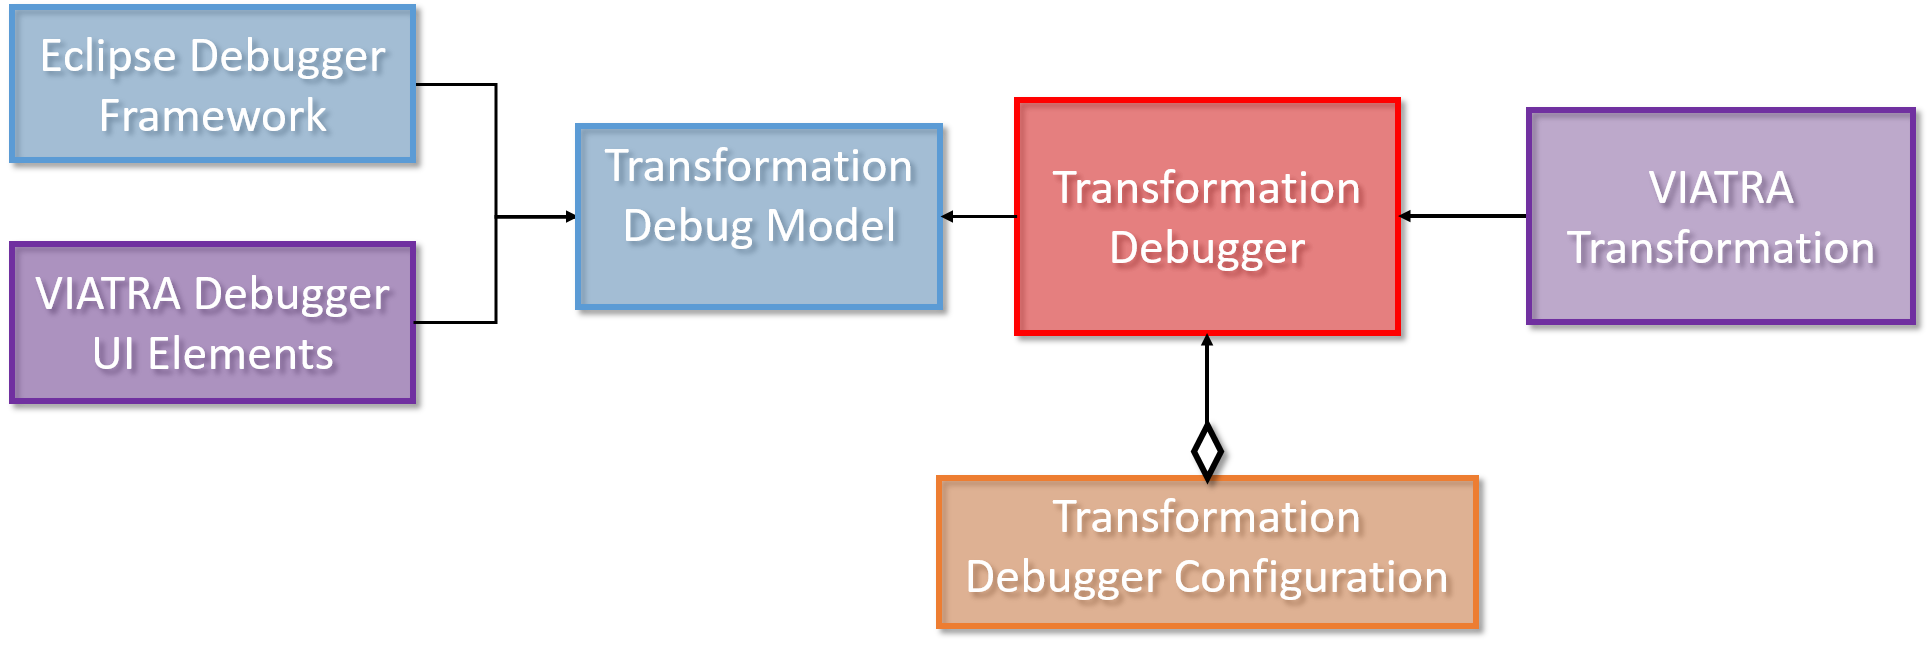 Eclipse Debugger
Framework
VIATRA Debugger
UI Elements
Transformation
Debug Model
Transformation
Debugger
VIATRA
Transformation
Transformation
Debugger Configuration